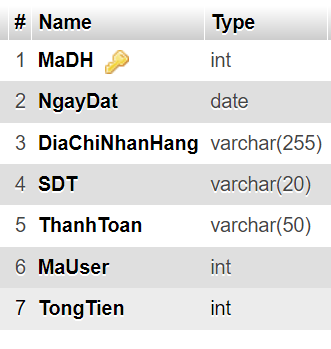 # Name Type
1 MaDH int
2 NgayDat date
3 DiaChiNhanHang varchar(255)
4 SDT varchar(20)
5 ThanhToan varchar(50)
6 MaUser int
7 TongTien int